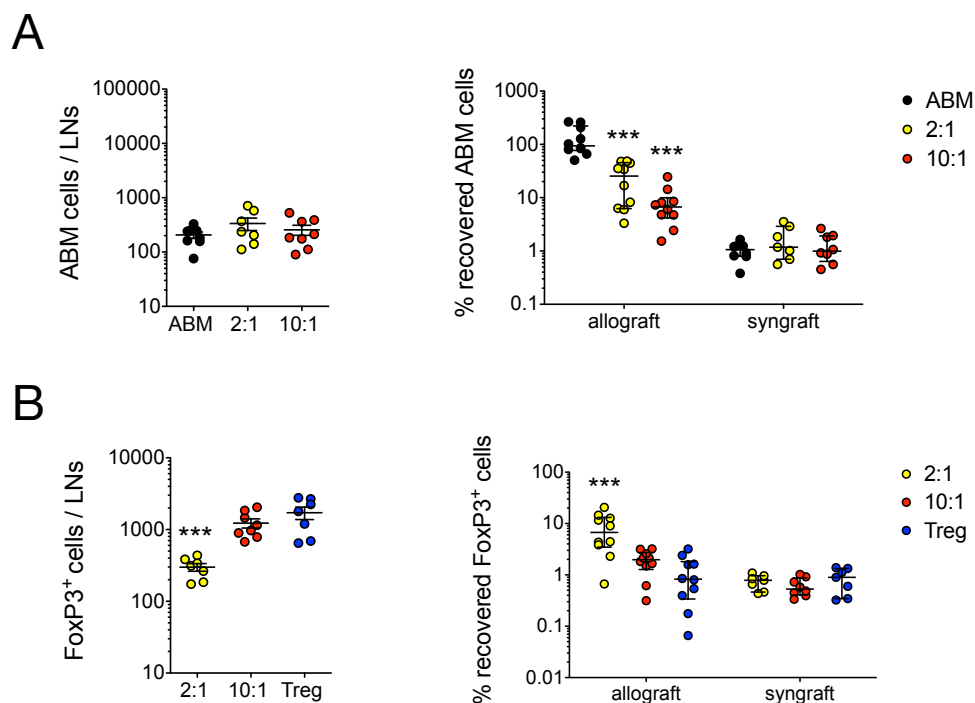 A
ABM cells / LNs
100000
10000
1000
100
10
ABM 2:1 10:1
% recovered ABM cells
1000
100
10
1
0.1
***
***
allograft syngraft
ABM
2:1
10:1
B
FoxP3⁺ cells / LNs
10000
1000
100
10
***
2:1 10:1 Treg
% recovered FoxP3⁺ cells
100
10
1
0.1
0.01
***
allograft syngraft
2:1
10:1
Treg